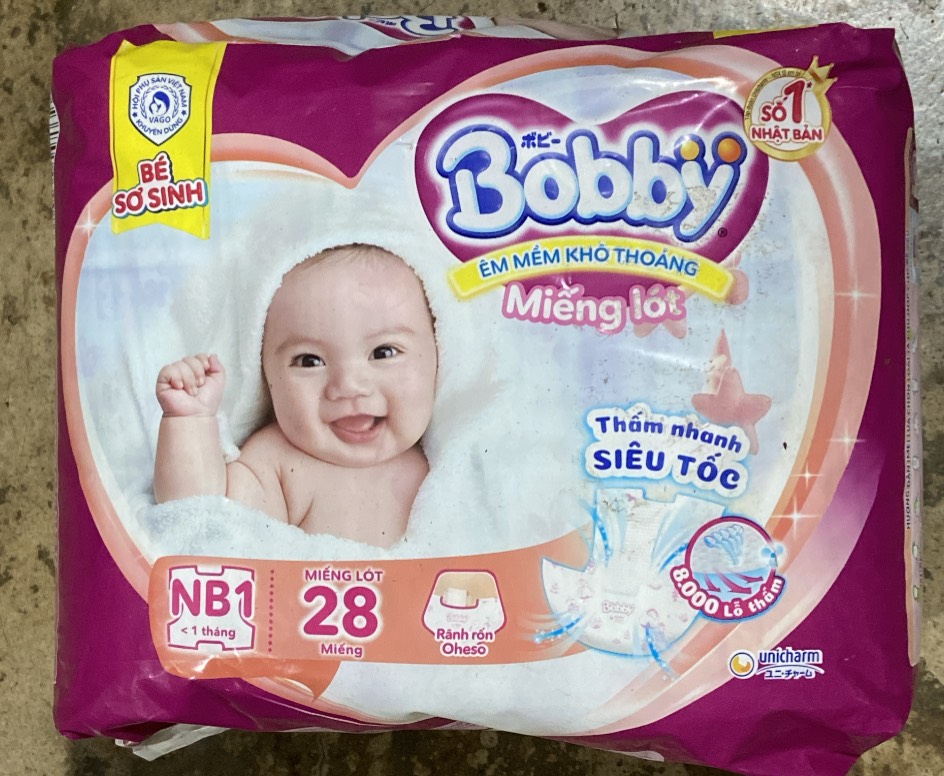 HỘI PHỤ SẢN VIỆT NAM
VAGO
KHUYÊN DÙNG
BÉ
SƠ SINH
SỐ 1
NHẬT BẢN
ボビー
Bobby
ÊM MỀM KHÔ THOÁNG
Miếng lót
Thấm nhanh
SIÊU TỐC
Bobby
8.000 Lỗ thấm
NB1
< 1 tháng
MIẾNG LÓT
28
Miếng
Rãnh rốn
Oheso
unicharm
ユニ・チャーム